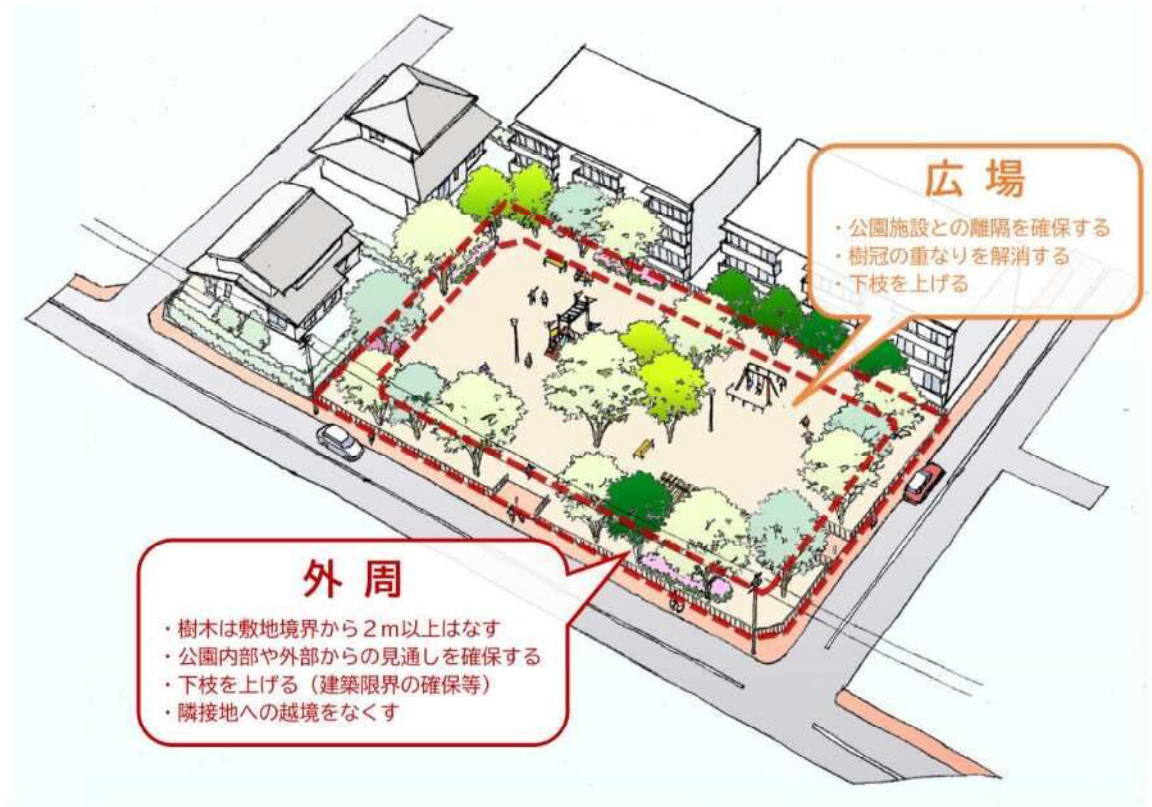 広場
・公園施設との離隔を確保する
・樹冠の重なりを解消する
・下枝を上げる
外周
・樹木は敷地境界から2m以上はなす
・公園内部や外部からの見通しを確保する
・下枝を上げる（建築限界の確保等）
・隣接地への越境をなくす